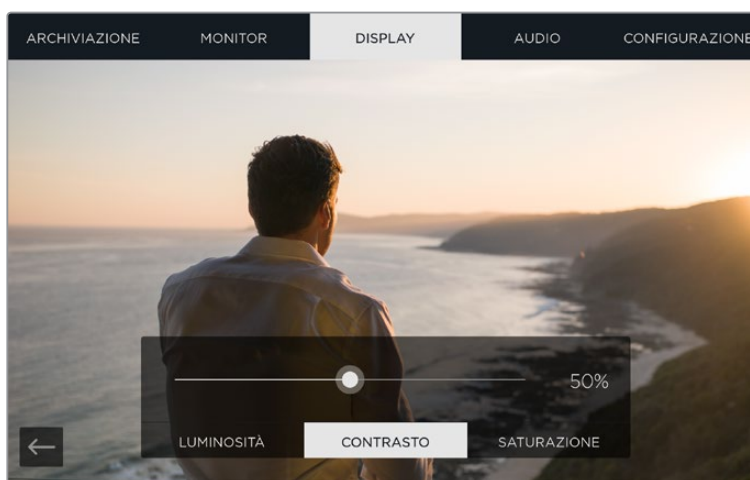 ARCHIVIAZIONE MONITOR DISPLAY AUDIO CONFIGURAZIONE
50%
LUMINOSITÀ CONTRASTO SATURAZIONE